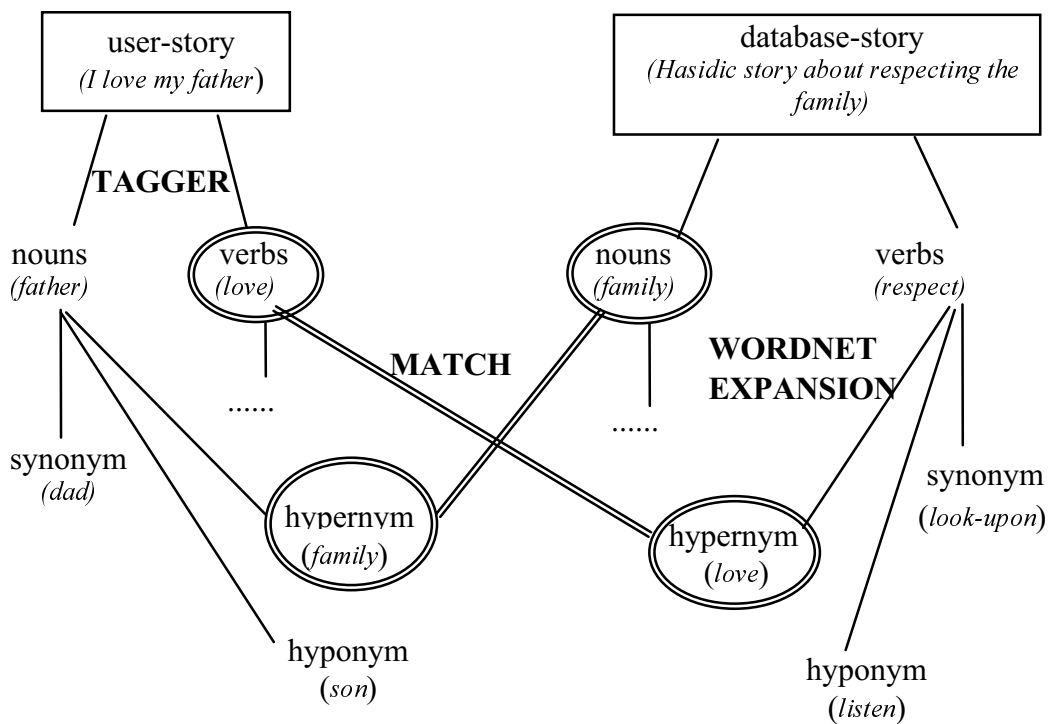 user-story
(I love my father)
database-story
(Hasidic story about respecting the
family)
TAGGER
nouns
(father)
verbs
(love)
nouns
(family)
verbs
(respect)
MATCH
WORDNET
EXPANSION
......
......
synonym
(dad)
hypernym
(family)
hypernym
(love)
synonym
(look-upon)
hyponym
(son)
hyponym
(listen)